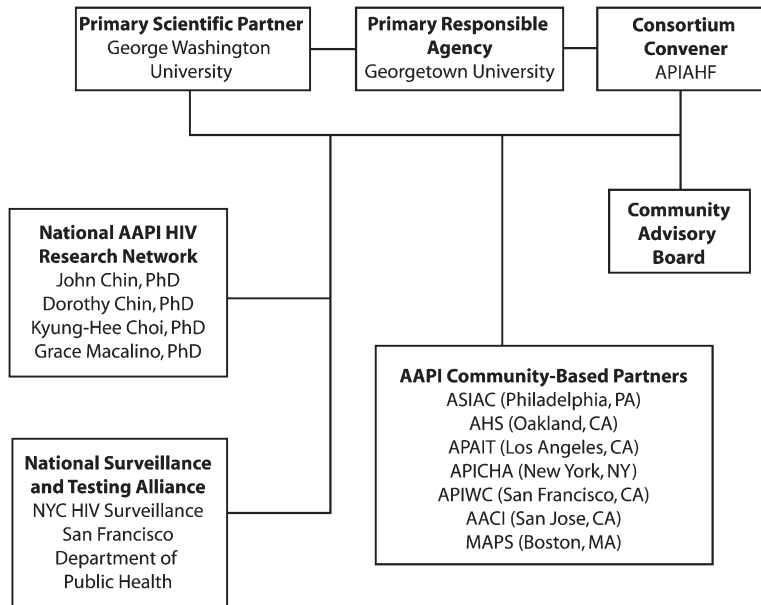 Primary Scientific Partner
George Washington
University
Primary Responsible
Agency
Georgetown University
Consortium
Convener
APIAHF
Community
Advisory
Board
National AAPI HIV
Research Network
John Chin, PhD
Dorothy Chin, PhD
Kyung-Hee Choi, PhD
Grace Macalino, PhD
AAPI Community-Based Partners
ASIAC (Philadelphia, PA)
AHS (Oakland, CA)
APAIT (Los Angeles, CA)
APICHA (New York, NY)
APIWC (San Francisco, CA)
AACI (San Jose, CA)
MAPS (Boston, MA)
National Surveillance
and Testing Alliance
NYC HIV Surveillance
San Francisco
Department of
Public Health